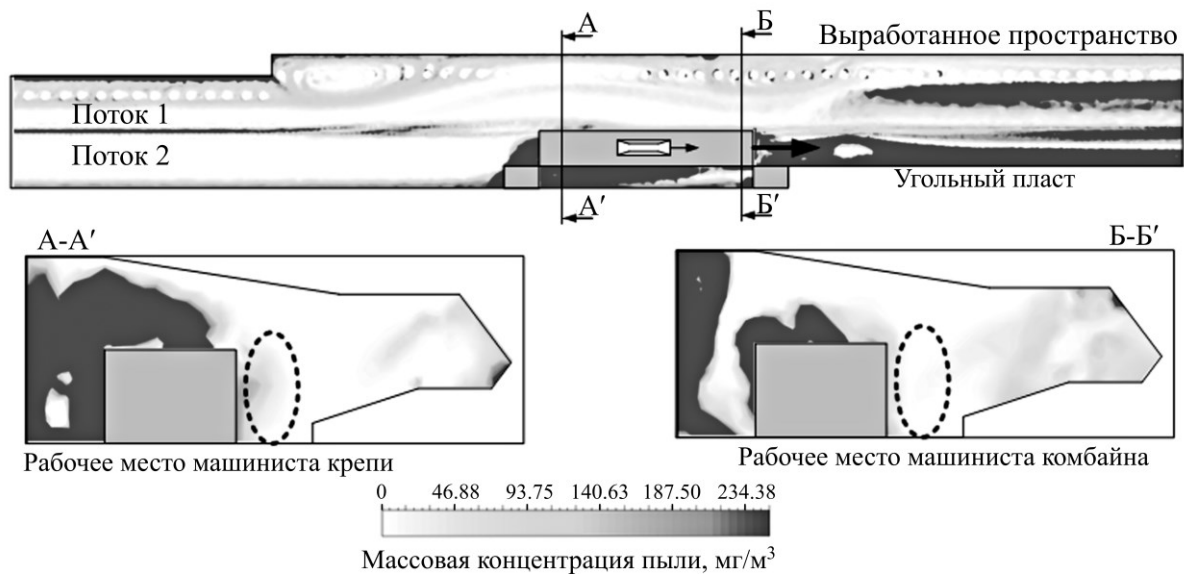 А
Б
Выработанное пространство
Поток 1
Поток 2
Угольный пласт
А′
Б′
А-А′
Б-Б′
Рабочее место машиниста крепи
Рабочее место машиниста комбайна
0 46.88 93.75 140.63 187.50 234.38
Массовая концентрация пыли, мг/м³